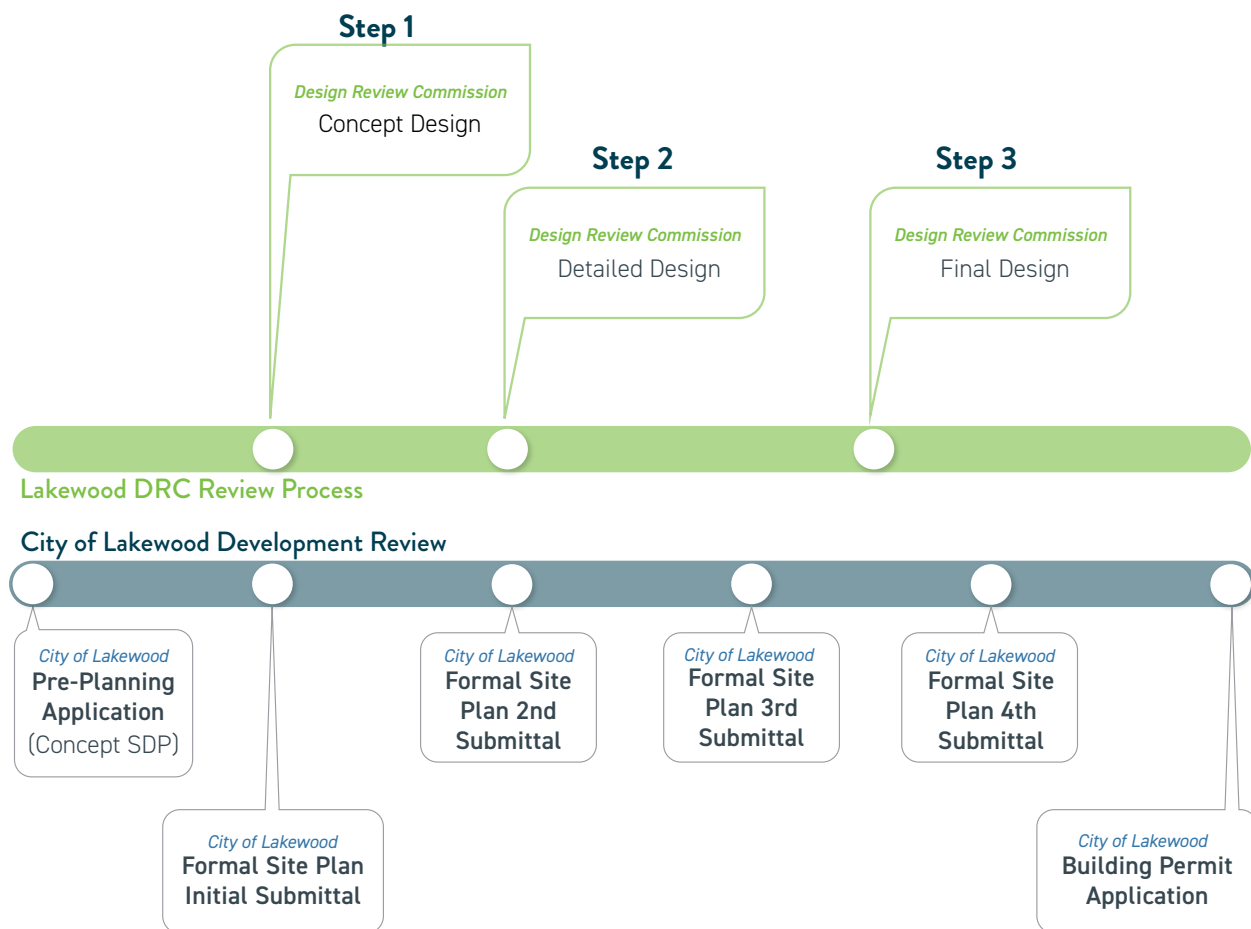 Step 1
Design Review Commission
Concept Design
Step 2
Design Review Commission
Detailed Design
Step 3
Design Review Commission
Final Design
Lakewood DRC Review Process
City of Lakewood Development Review
City of Lakewood
Pre-Planning
Application
(Concept SDP)
City of Lakewood
Formal Site Plan
Initial Submittal
City of Lakewood
Formal Site
Plan 2nd
Submittal
City of Lakewood
Formal Site
Plan 3rd
Submittal
City of Lakewood
Formal Site
Plan 4th
Submittal
City of Lakewood
Building Permit
Application